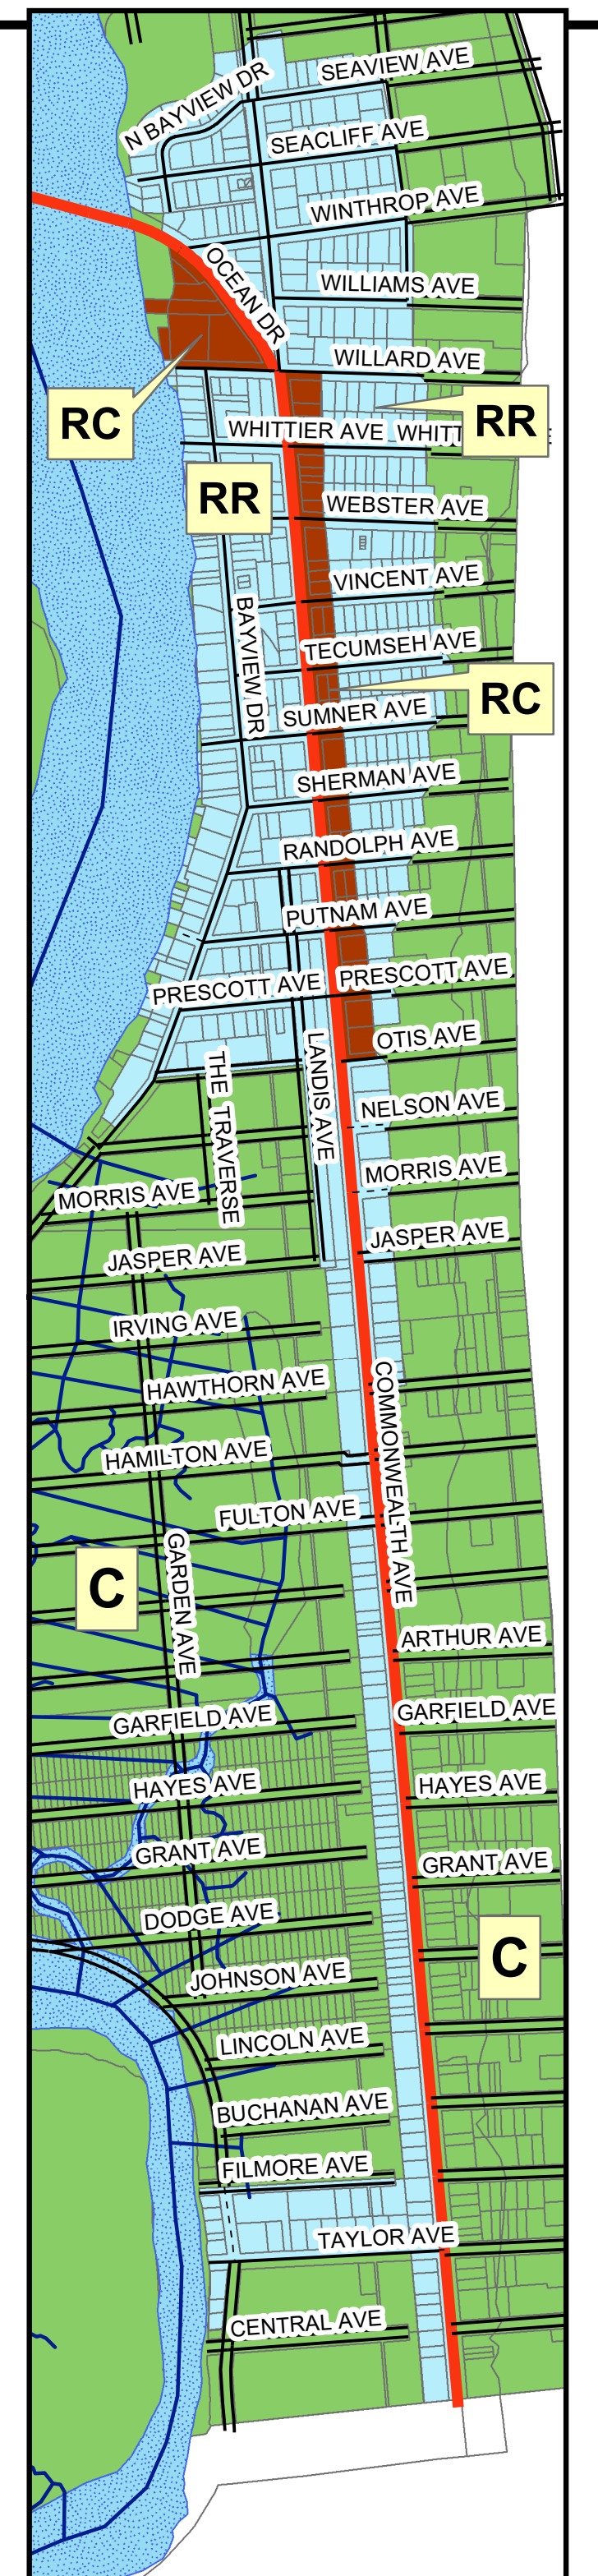 SEAVIEW AVE
N BAYVIEW DR
SEACLIFF AVE
WINTHROP AVE
OCEAN DR
WILLIAMS AVE
WILLARD AVE
RC
RR
WHITTIER AVE
WHITT
RR
WEBSTER AVE
VINCENT AVE
BAYVIEW DR
TECUMSEH AVE
RC
SUMNER AVE
SHERMAN AVE
RANDOLPH AVE
PUTNAM AVE
PRESCOTT AVE
PRESCOTT AVE
OTIS AVE
LANDIS AVE
THE TRAVERSE
NELSON AVE
MORRIS AVE
MORRIS AVE
JASPER AVE
JASPER AVE
IRVING AVE
HAWTHORN AVE
COMMONWEALTH AVE
HAMILTON AVE
FULTON AVE
GARDEN AVE
C
ARTHUR AVE
GARFIELD AVE
GARFIELD AVE
HAYES AVE
HAYES AVE
GRANT AVE
GRANT AVE
DODGE AVE
C
JOHNSON AVE
LINCOLN AVE
BUCHANAN AVE
FILMORE AVE
TAYLOR AVE
CENTRAL AVE